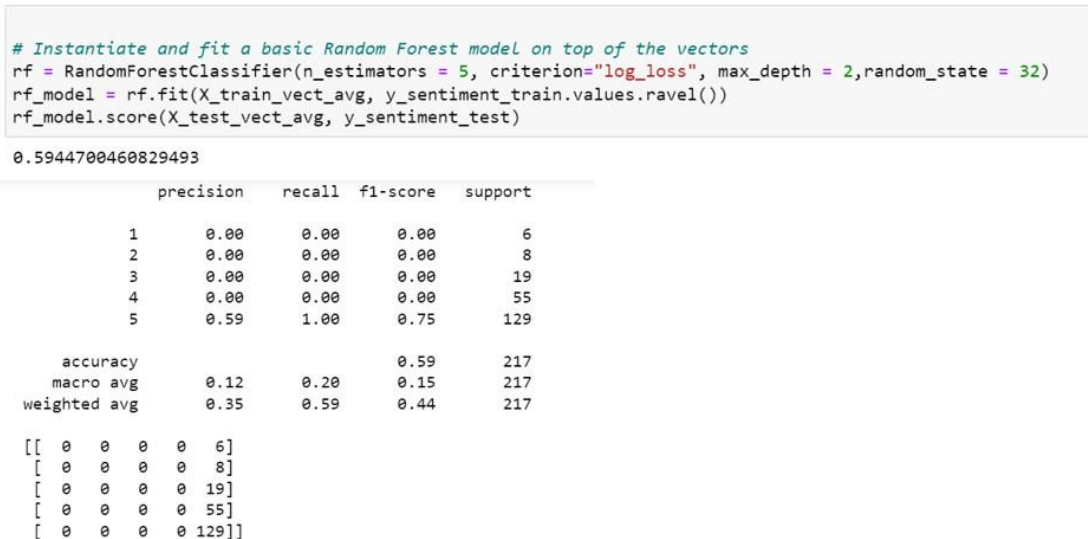 # Instantiate and fit a basic Random Forest model on top of the vectors
rf = RandomForestClassifier(n_estimators = 5, criterion="log_loss", max_depth = 2,random_state = 32)
rf_model = rf.fit(X_train_vect_avg, y_sentiment_train.values.ravel())
rf_model.score(X_test_vect_avg, y_sentiment_test)
0.5944700460829493
precision recall f1-score support
1 0.00 0.00 0.00 6
2 0.00 0.00 0.00 8
3 0.00 0.00 0.00 19
4 0.00 0.00 0.00 55
5 0.59 1.00 0.75 129
accuracy 0.59 217
macro avg 0.12 0.20 0.15 217
weighted avg 0.35 0.59 0.44 217
[[ 0 0 0 0 6]
[ 0 0 0 0 8]
[ 0 0 0 0 19]
[ 0 0 0 0 55]
[ 0 0 0 0 129]]